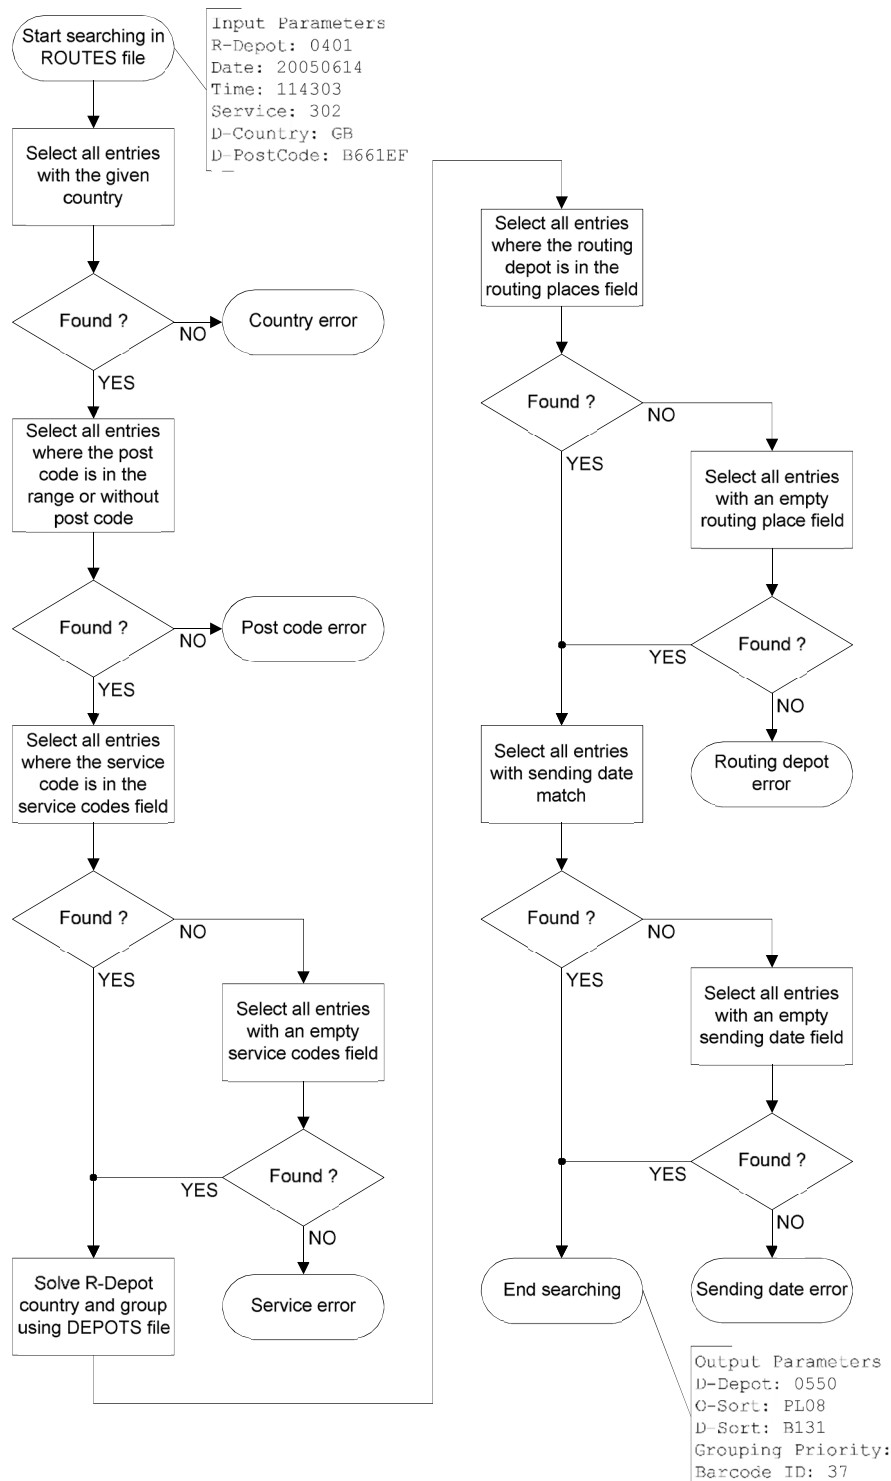 Start searching in
ROUTES file
Input Parameters
R-Depot: 0401
Date: 20050614
Time: 114303
Service: 302
D-Country: GB
D-PostCode: B661EF
Select all entries
with the given
country
Found ?
NO
Country error
YES
Select all entries
where the post
code is in the
range or without
post code
Found ?
NO
Post code error
YES
Select all entries
where the service
code is in the
service codes field
Found ?
NO
YES
Select all entries
with an empty
service codes field
Found ?
YES
NO
Service error
Solve R-Depot
country and group
using DEPOTS file
Select all entries
where the routing
depot is in the
routing places field
Found ?
NO
YES
Select all entries
with an empty
routing place field
Found ?
YES
NO
Routing depot
error
Select all entries
with sending date
match
Found ?
NO
YES
Select all entries
with an empty
sending date field
Found ?
YES
NO
Sending date error
End searching
Output Parameters
D-Depot: 0550
O-Sort: PL08
D-Sort: B131
Grouping Priority:
Barcode ID: 37